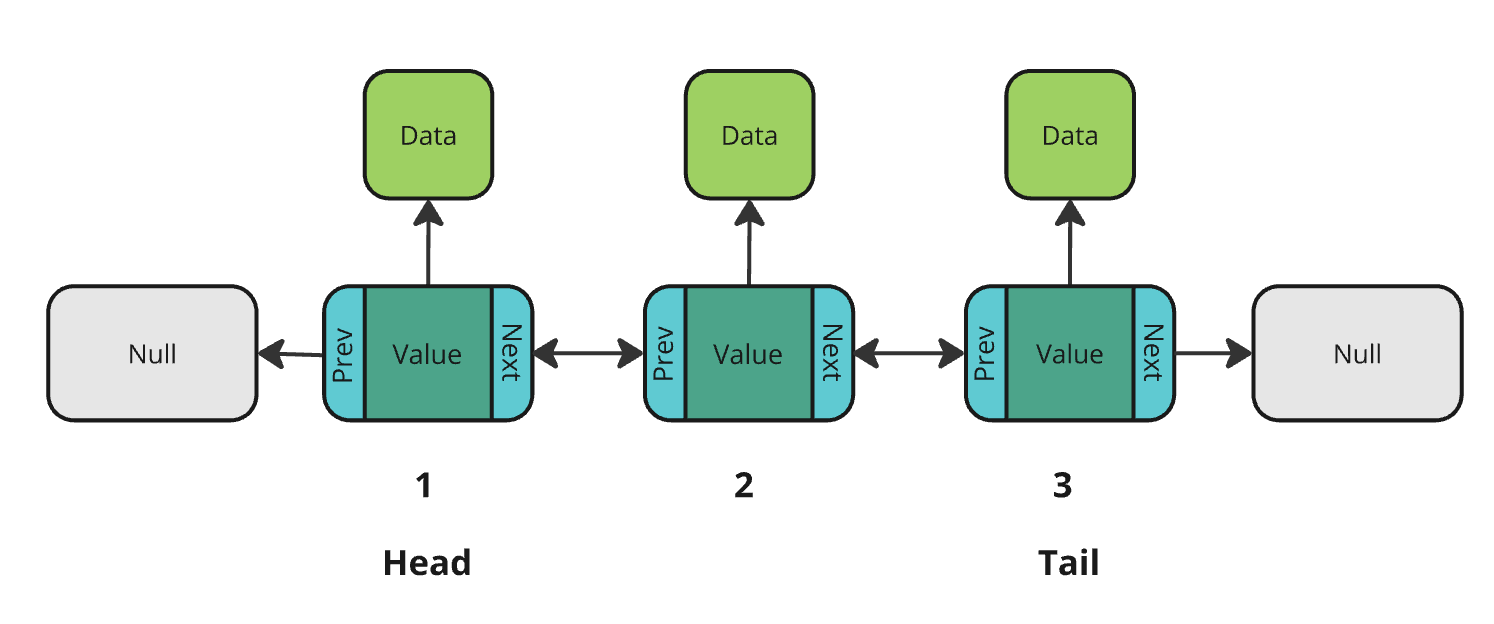 Data
Data
Data
Null
Prev
Value
Next
Prev
Value
Next
Prev
Value
Next
Null
1
2
3
Head
Tail